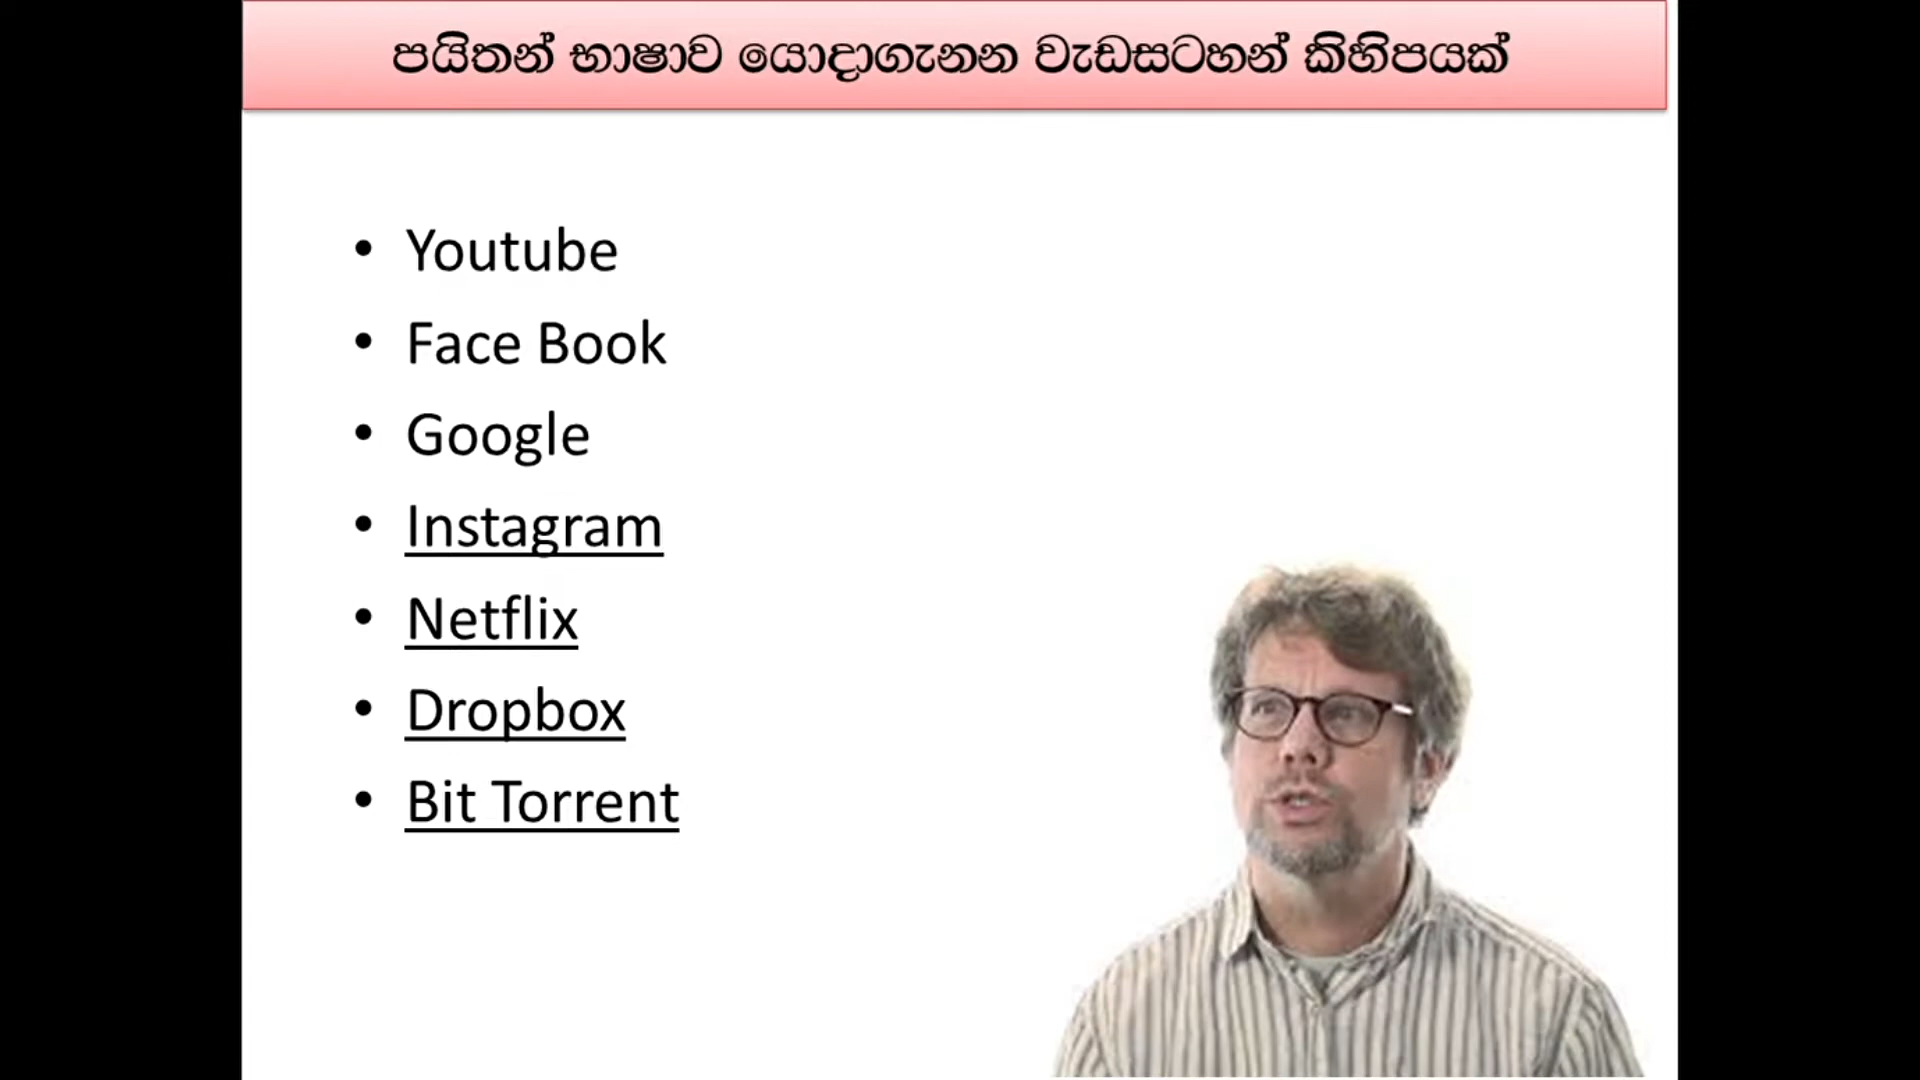 පයිතන් භාෂාව යොදාගැනන වැඩසටහන් කිහිපයක්
• Youtube
• Face Book
• Google
• Instagram
• Netflix
• Dropbox
• Bit Torrent